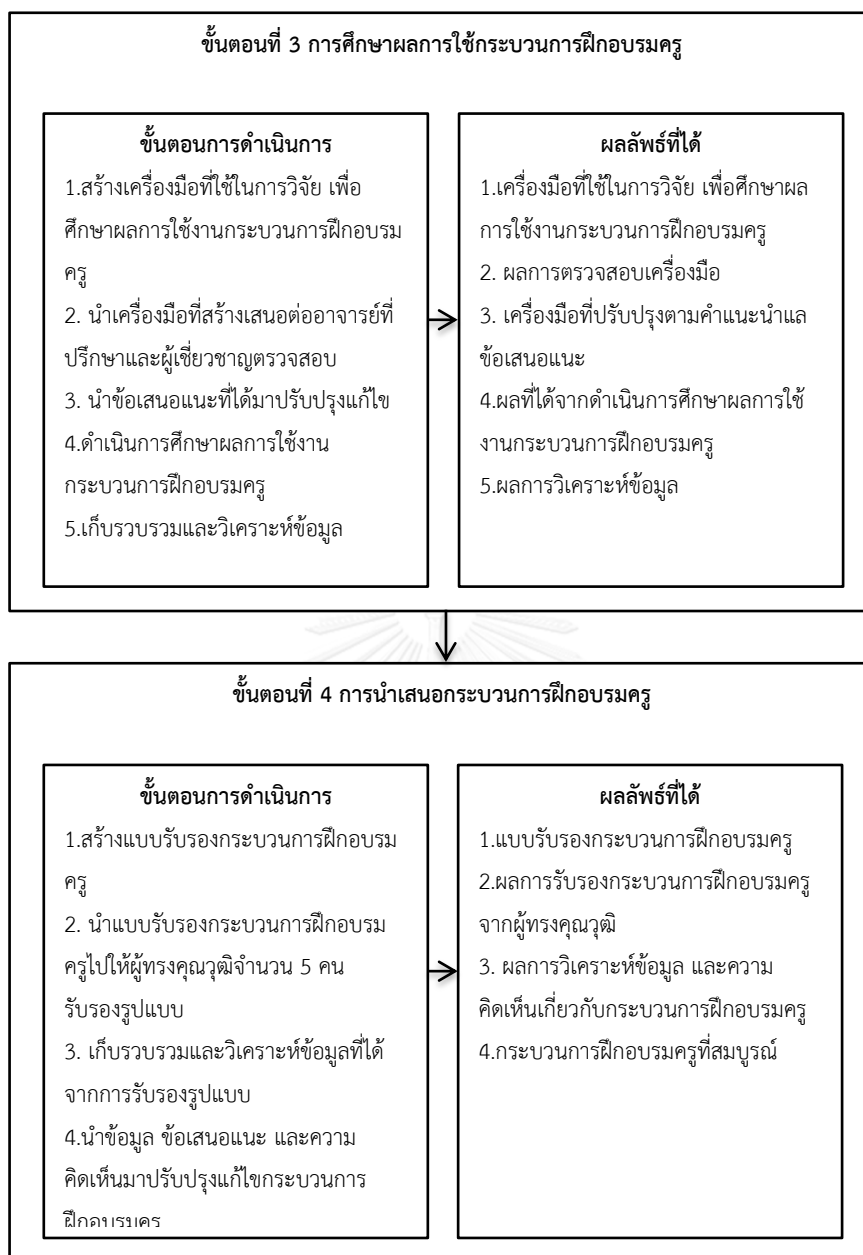 ขั้นตอนที่ 3 การศึกษาผลการใช้กระบวนการฝึกอบรมครู
ขั้นตอนการดำเนินการ
1.สร้างเครื่องมือที่ใช้ในการวิจัย เพื่อ
ศึกษาผลการใช้งานกระบวนการฝึกอบรม
ครู
2. นำเครื่องมือที่สร้างเสนอต่ออาจารย์ที่
ปรึกษาและผู้เชี่ยวชาญตรวจสอบ
3. นำข้อเสนอแนะที่ได้มาปรับปรุงแก้ไข
4.ดำเนินการศึกษาผลการใช้งาน
กระบวนการฝึกอบรมครู
5.เก็บรวบรวมและวิเคราะห์ข้อมูล
ผลลัพธ์ที่ได้
1.เครื่องมือที่ใช้ในการวิจัย เพื่อศึกษาผล
การใช้งานกระบวนการฝึกอบรมครู
2. ผลการตรวจสอบเครื่องมือ
3. เครื่องมือที่ปรับปรุงตามคำแนะนำแล
ข้อเสนอแนะ
4.ผลที่ได้จากดำเนินการศึกษาผลการใช้
งานกระบวนการฝึกอบรมครู
5.ผลการวิเคราะห์ข้อมูล
ขั้นตอนที่ 4 การนำเสนอกระบวนการฝึกอบรมครู
ขั้นตอนการดำเนินการ
1.สร้างแบบรับรองกระบวนการฝึกอบรม
ครู
2. นำแบบรับรองกระบวนการฝึกอบรม
ครูไปให้ผู้ทรงคุณวุฒิจำนวน 5 คน
รับรองรูปแบบ
3. เก็บรวบรวมและวิเคราะห์ข้อมูลที่ได้
จากการรับรองรูปแบบ
4.นำข้อมูล ข้อเสนอแนะ และความ
คิดเห็นมาปรับปรุงแก้ไขกระบวนการ
ฝึกอบรมครู
ผลลัพธ์ที่ได้
1.แบบรับรองกระบวนการฝึกอบรมครู
2.ผลการรับรองกระบวนการฝึกอบรมครู
จากผู้ทรงคุณวุฒิ
3. ผลการวิเคราะห์ข้อมูล และความ
คิดเห็นเกี่ยวกับกระบวนการฝึกอบรมครู
4.กระบวนการฝึกอบรมครูที่สมบูรณ์